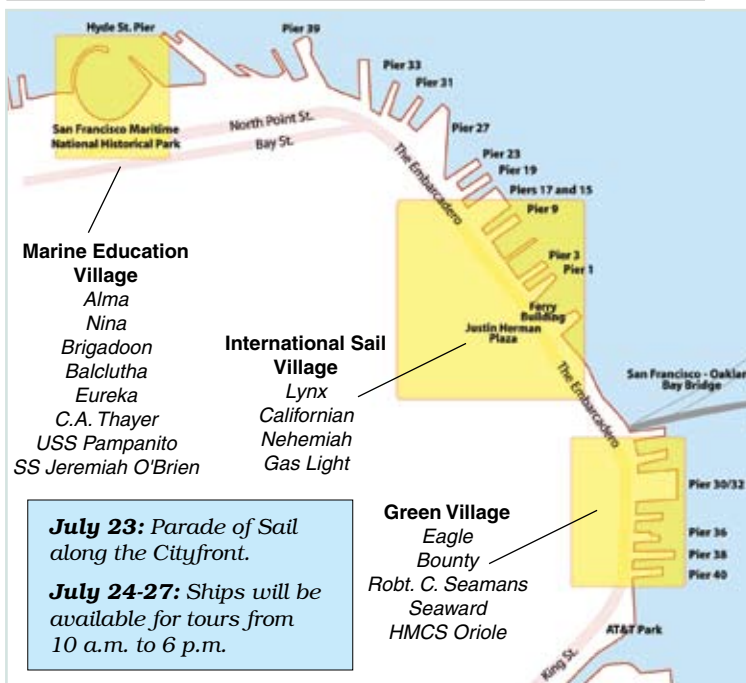 Hyde St. Pier
Pier 39
Pier 33
Pier 31
Pier 27
Pier 23
Pier 19
Piers 17 and 15
Pier 9
Pier 3
Pier 1
San Francisco Maritime
National Historical Park
North Point St.
Bay St.
The Embarcadero
Ferry
Building
Justin Herman
Plaza
The Embarcadero
San Francisco - Oaklan
Bay Bridge
Pier 30/32
Pier 36
Pier 38
Pier 40
AT&T Park
King St.
Marine Education
Village
Alma
Nina
Brigadoon
Balclutha
Eureka
C.A. Thayer
USS Pampanito
SS Jeremiah O'Brien
International Sail
Village
Lynx
Californian
Nehemiah
Gas Light
Green Village
Eagle
Bounty
Robt. C. Seamans
Seaward
HMCS Oriole
July 23: Parade of Sail
along the Cityfront.
July 24-27: Ships will be
available for tours from
10 a.m. to 6 p.m.